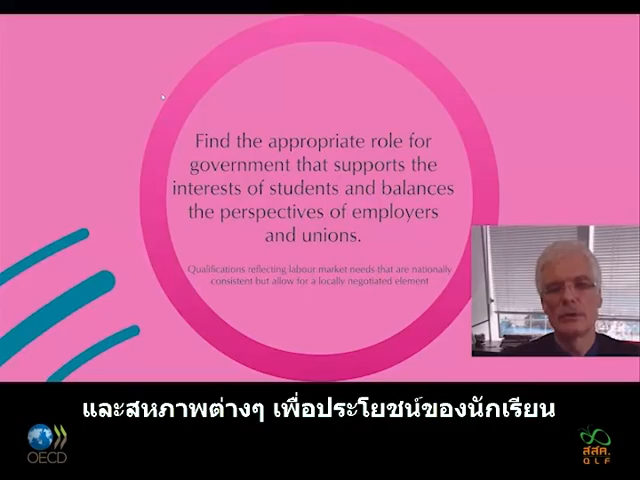 Find the appropriate role for
government that supports the
interests of students and balances
the perspectives of employers
and unions.
Qualifications reflecting labour market needs that are nationally
consistent but allow for a locally negotiated element
และสหภาพต่างๆ เพื่อประโยชน์ของนักเรียน
OECD
สสค.
QLF